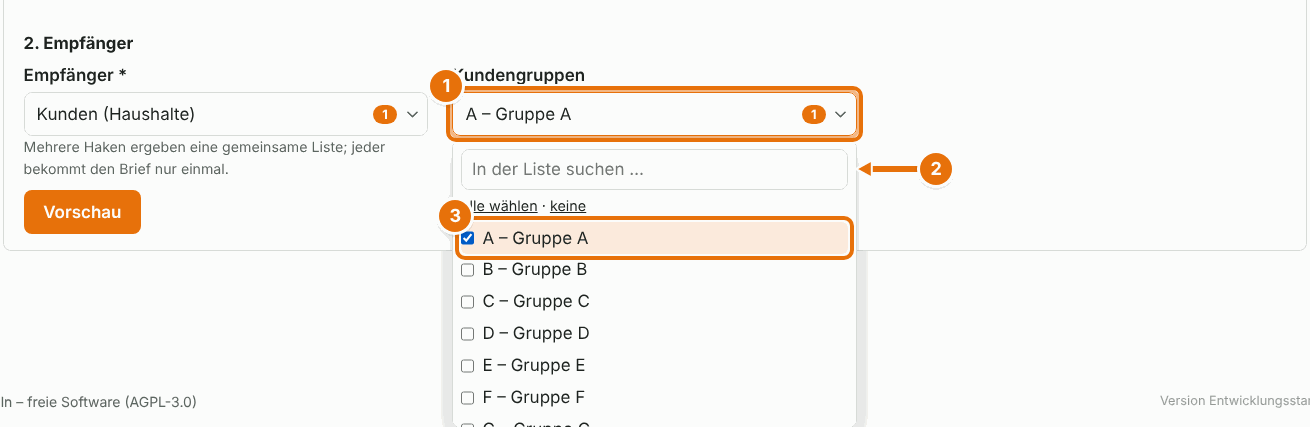 2. Empfänger
Empfänger *
Kunden (Haushalte)
1
Mehrere Haken ergeben eine gemeinsame Liste; jeder
bekommt den Brief nur einmal.
Vorschau
1
Kundengruppen
A – Gruppe A
1
In der Liste suchen ...
2
lle wählen · keine
3
A – Gruppe A
B – Gruppe B
C – Gruppe C
D – Gruppe D
E – Gruppe E
F – Gruppe F
ln – freie Software (AGPL-3.0)
Version Entwicklungsstan